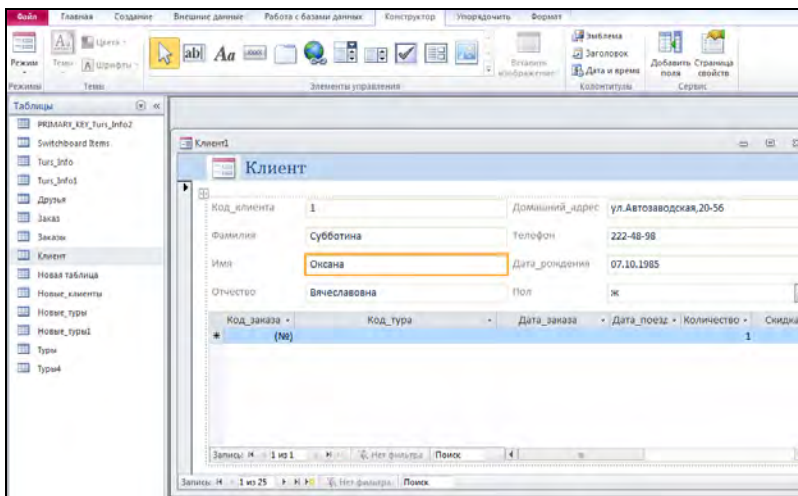 Файл Главная Создание Внешние данные Работа с базами данных Конструктор Упорядочить Формат
Режим Темы Цвета Шрифты Aa Вставить изображение Эмблема Заголовок Дата и время Добавить поля Страница свойств
Режимы Темы Элементы управления Колонтитулы Сервис
Таблицы
PRIMARY_KEY_Turs_Info2
Switchboard Items
Turs_Info
Turs_Info1
Друзья
Заказ
Заказы
Клиент
Новая таблица
Новые_клиенты
Новые_туры
Новые_туры1
Туры
Туры4
Клиент1
Клиент
Код_клиента 1 Домашний_адрес ул.Автозаводская,20-56
Фамилия Субботина Телефон 222-48-98
Имя Оксана Дата_рождения 07.10.1985
Отчество Вячеславовна Пол ж
Код_заказа Код_тура Дата_заказа Дата_поезд Количество Скидка
(№) 1
Запись: 1 из 1 Нет фильтра Поиск
Запись: 1 из 25 Нет фильтра Поиск